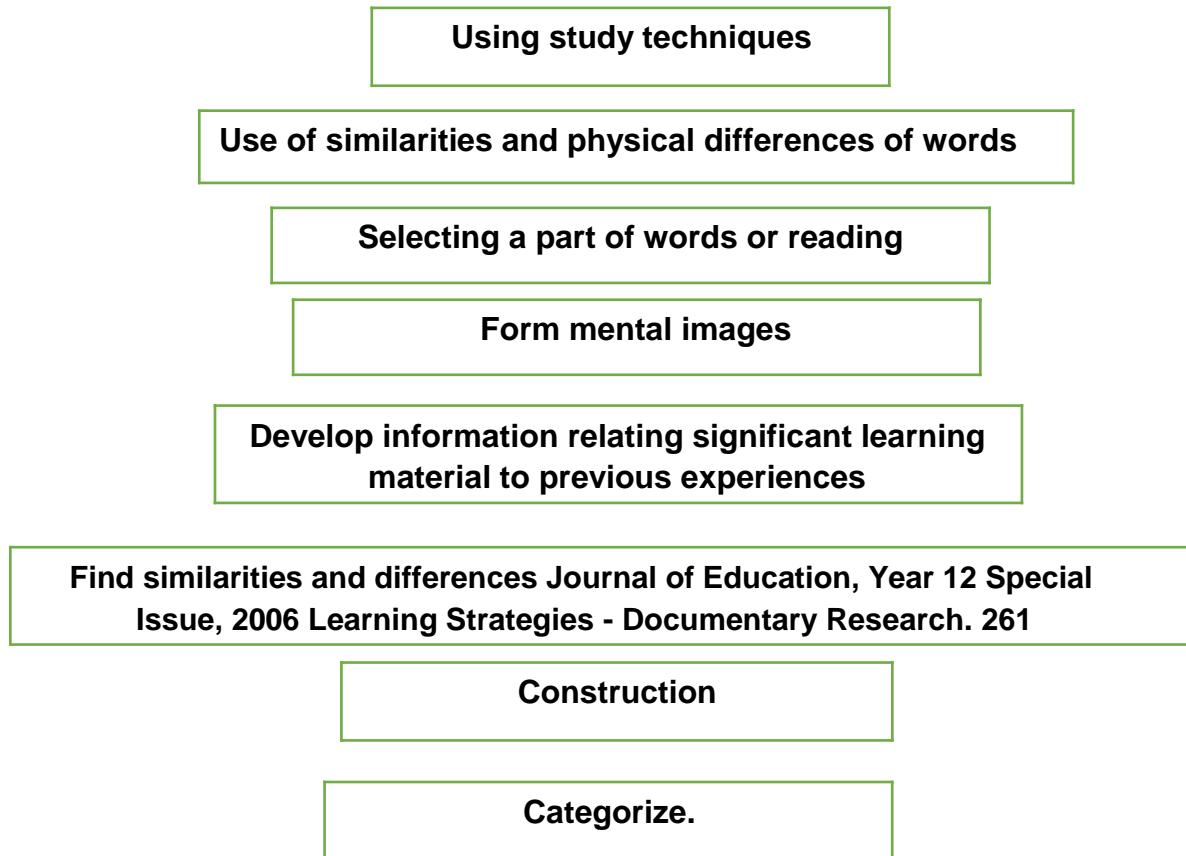 Using study techniques
Use of similarities and physical differences of words
Selecting a part of words or reading
Form mental images
Develop information relating significant learning
material to previous experiences
Find similarities and differences Journal of Education, Year 12 Special
Issue, 2006 Learning Strategies - Documentary Research. 261
Construction
Categorize.